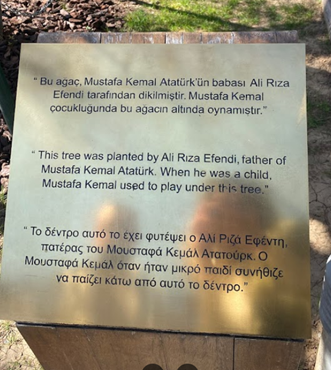 “ Bu ağaç, Mustafa Kemal Atatürk’ün babası Ali Rıza
Efendi tarafından dikilmiştir. Mustafa Kemal
çocukluğunda bu ağacın altında oynamıştır.”
“This tree was planted by Ali Rıza Efendi, father of
Mustafa Kemal Atatürk. When he was a child,
Mustafa Kemal used to play under this tree.”
“ Το δέντρο αυτό το εχει φυτέψει ο Αλί Ριζά Εφέντη,
πατέρας του Μουσταφά Κεμάλ Ατατούρκ. Ο
Μουσταφά Κεμάλ όταν ήταν μικρό παιδί συνήθιζε
να παίζει κάτω από αυτό το δέντρο.”